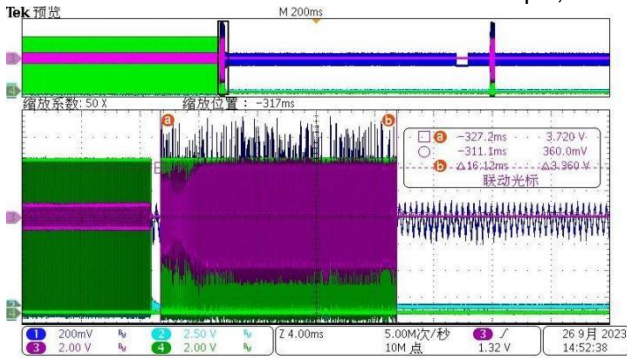 Tek 预览
M 200ms
缩放系数: 50 X
缩放位置： -317ms
a
b
a -327.2ms 3.720 V
-311.1ms 360.0mV
b △16.12ms △3.360 V
联动光标
1 200mV
2 2.50 V
Z 4.00ms
5.00M次/秒
3
3 2.00 V
4 2.00 V
10M 点
1.32 V
26 9月 2023
14:52:38